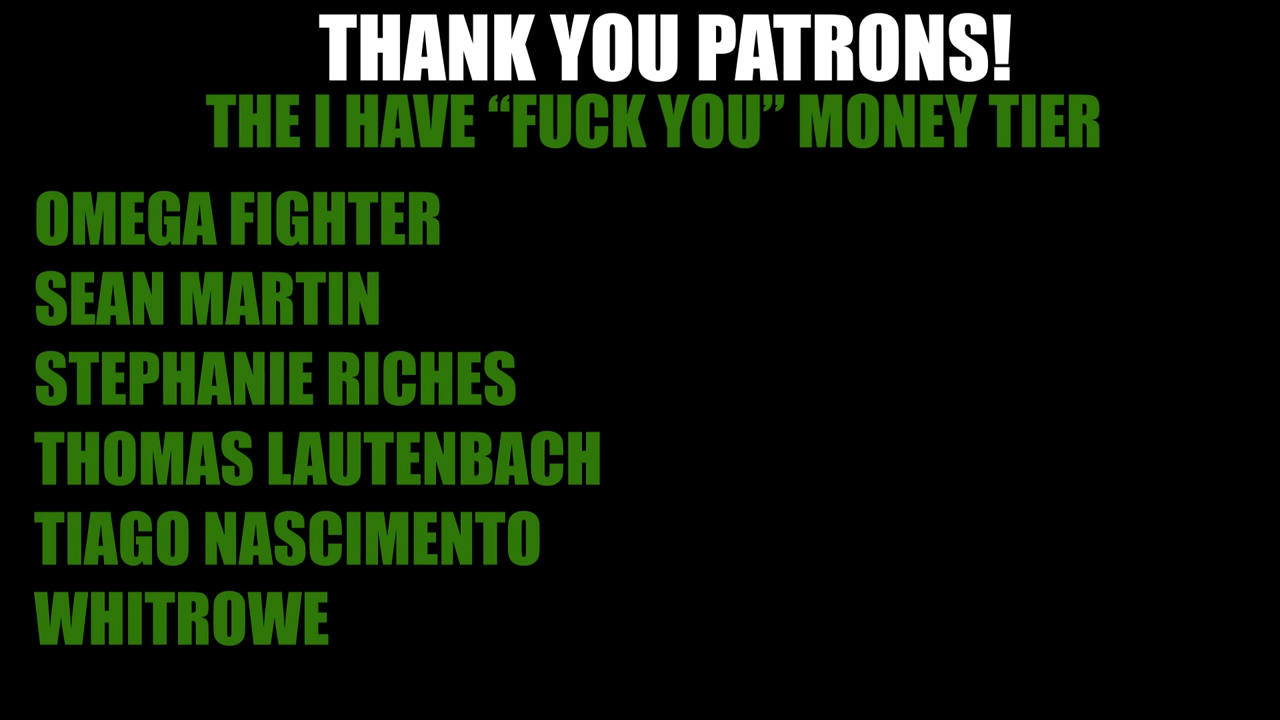 THANK YOU PATRONS!
THE I HAVE “FUCK YOU” MONEY TIER
OMEGA FIGHTER
SEAN MARTIN
STEPHANIE RICHES
THOMAS LAUTENBACH
TIAGO NASCIMENTO
WHITROWE